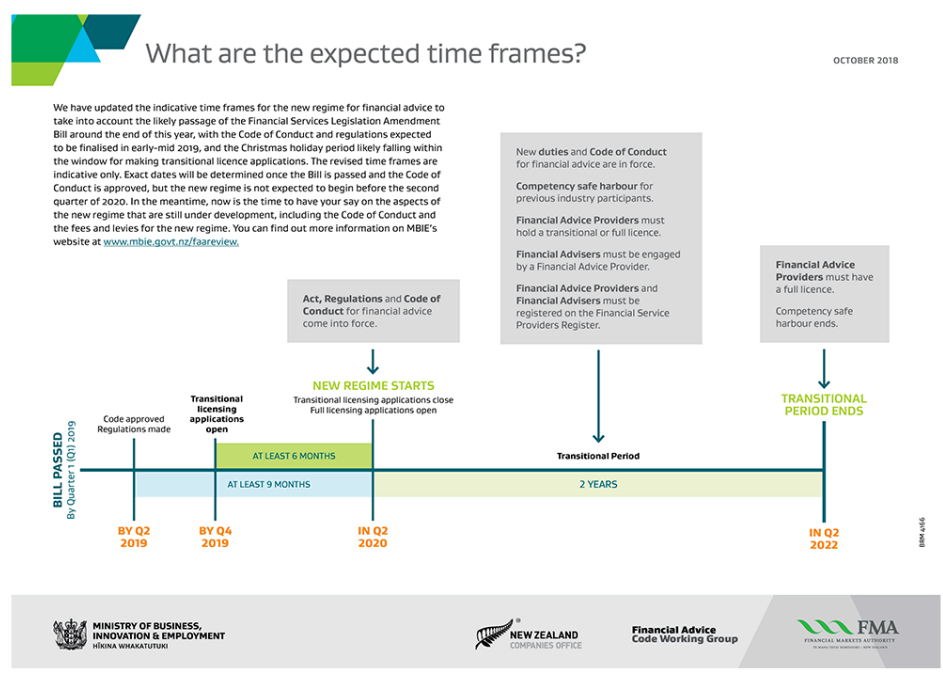 What are the expected time frames?
OCTOBER 2018
We have updated the indicative time frames for the new regime for financial advice to
take into account the likely passage of the Financial Services Legislation Amendment
Bill around the end of this year, with the Code of Conduct and regulations expected
to be finalised in early-mid 2019, and the Christmas holiday period likely falling within
the window for making transitional licence applications. The revised time frames are
indicative only. Exact dates will be determined once the Bill is passed and the Code of
Conduct is approved, but the new regime is not expected to begin before the second
quarter of 2020. In the meantime, now is the time to have your say on the aspects of
the new regime that are still under development, including the Code of Conduct and
the fees and levies for the new regime. You can find out more information on MBIE's
website at www.mbie.govt.nz/faareview.
Act, Regulations and Code of
Conduct for financial advice
come into force.
New duties and Code of Conduct
for financial advice are in force.
Competency safe harbour for
previous industry participants.
Financial Advice Providers must
hold a transitional or full licence.
Financial Advisers must be engaged
by a Financial Advice Provider.
Financial Advice Providers and
Financial Advisers must be
registered on the Financial Service
Providers Register.
Financial Advice
Providers must have
a full licence.
Competency safe
harbour ends.
BILL PASSED
By Quarter 1 (Q1) 2019
Code approved
Regulations made
Transitional
licensing
applications
open
NEW REGIME STARTS
Transitional licensing applications close
Full licensing applications open
TRANSITIONAL
PERIOD ENDS
AT LEAST 6 MONTHS
Transitional Period
AT LEAST 9 MONTHS
2 YEARS
BY Q2
2019
BY Q4
2019
IN Q2
2020
IN Q2
2022
BRM 4166
MINISTRY OF BUSINESS,
INNOVATION & EMPLOYMENT
HĪKINA WHAKATUTUKI
NEW ZEALAND
COMPANIES OFFICE
Financial Advice
Code Working Group
FMA
FINANCIAL MARKETS AUTHORITY